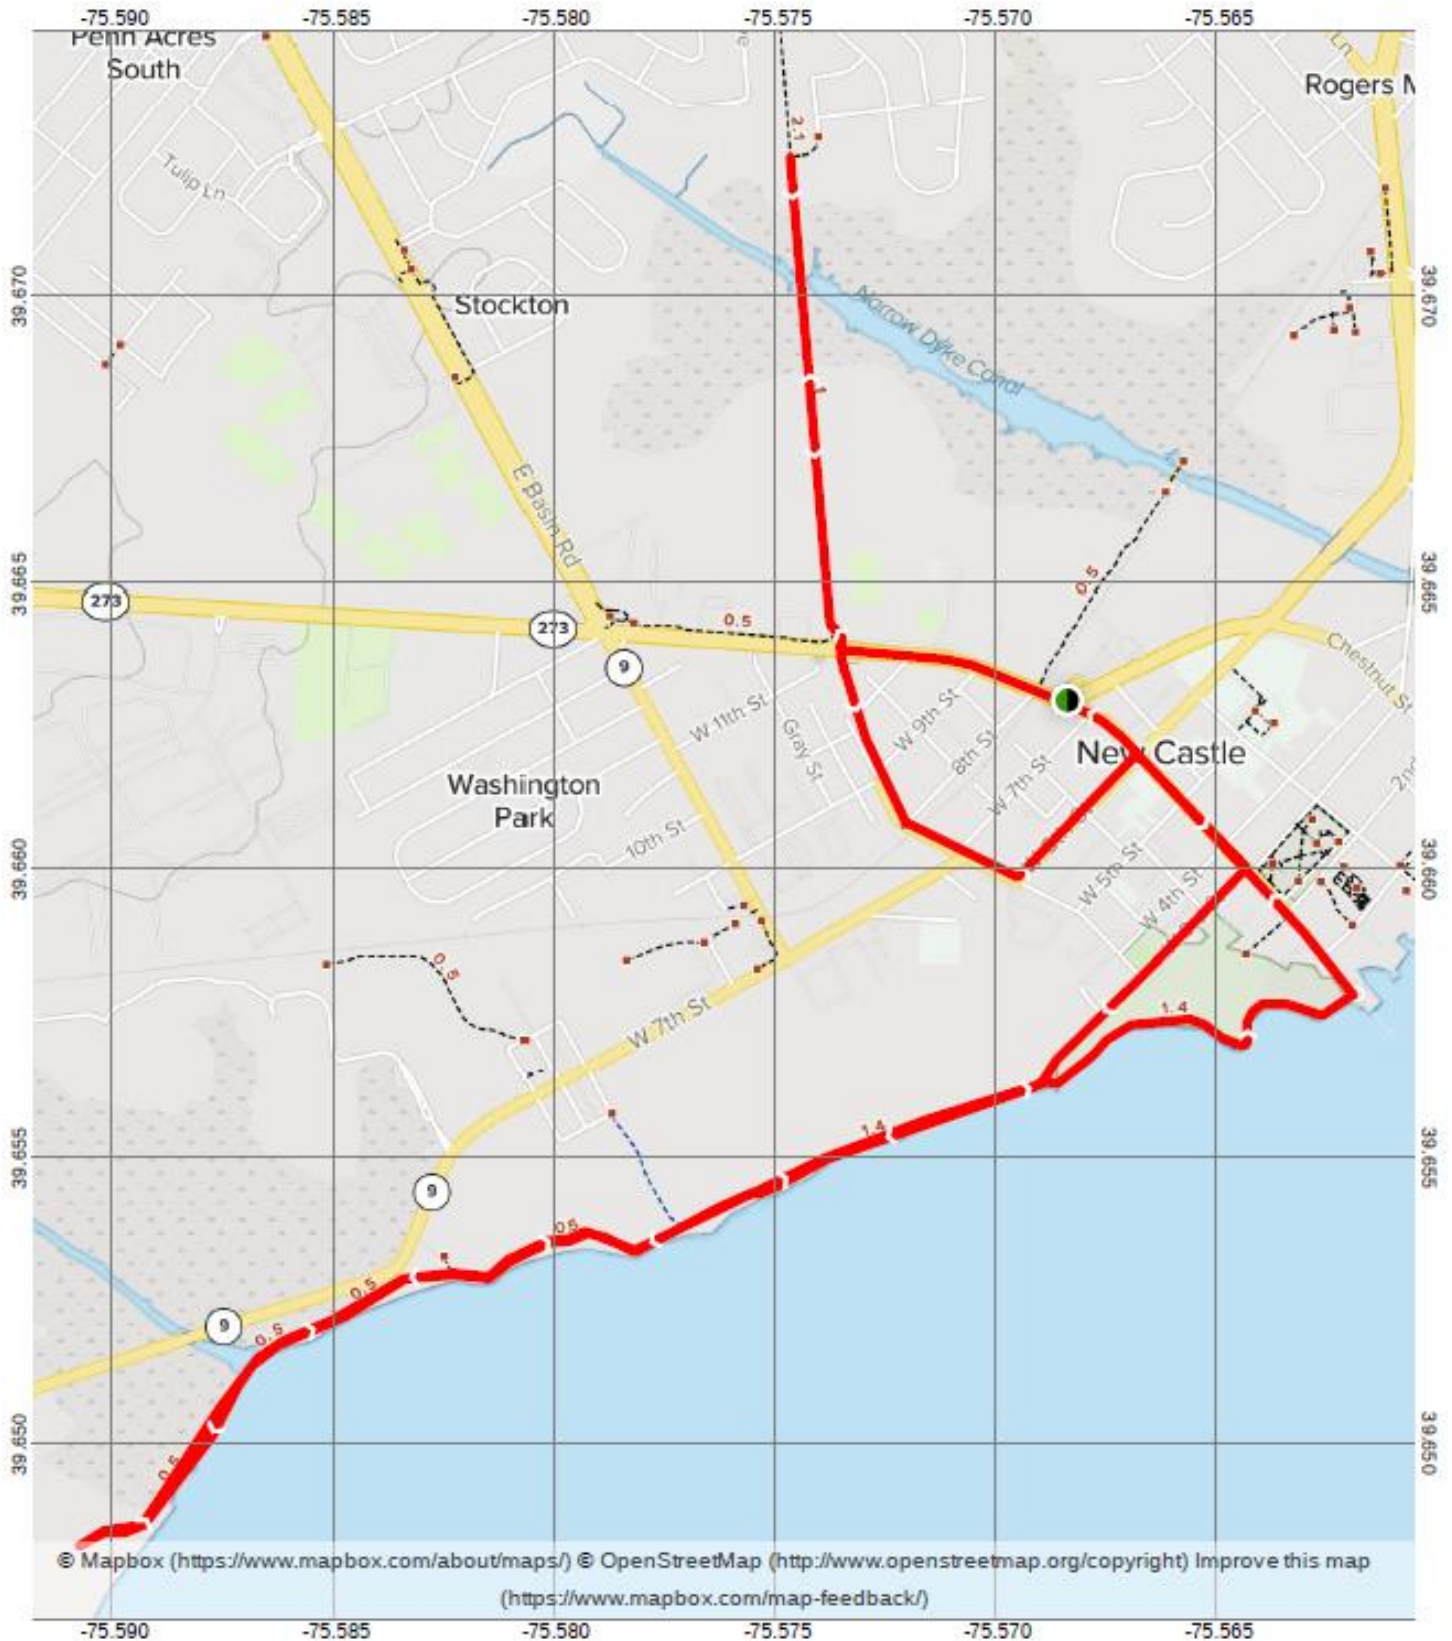 -75.590 -75.585 -75.580 -75.575 -75.570 -75.565
Penn Acres
South
Ln
Rogers M
2.1
Tulip Ln
39.670
Stockton
Narrow Dyke Canal
39.670
1
E Basin Rd
39.665
0.5
39.665
273
273
0.5
9
Chestnut St
W 11th St
W 9th St
Gray St
8th St
New Castle
W 7th St
2nd
Washington
Park
10th St
39.660
W 5th St
39.660
W 4th St
0.5
W 7th St
1.4
1.4
39.655
39.655
9
0.5
0.5
9
0.5
39.650
0.5
39.650
© Mapbox (https://www.mapbox.com/about/maps/) © OpenStreetMap (http://www.openstreetmap.org/copyright) Improve this map
(https://www.mapbox.com/map-feedback/)
-75.590 -75.585 -75.580 -75.575 -75.570 -75.565